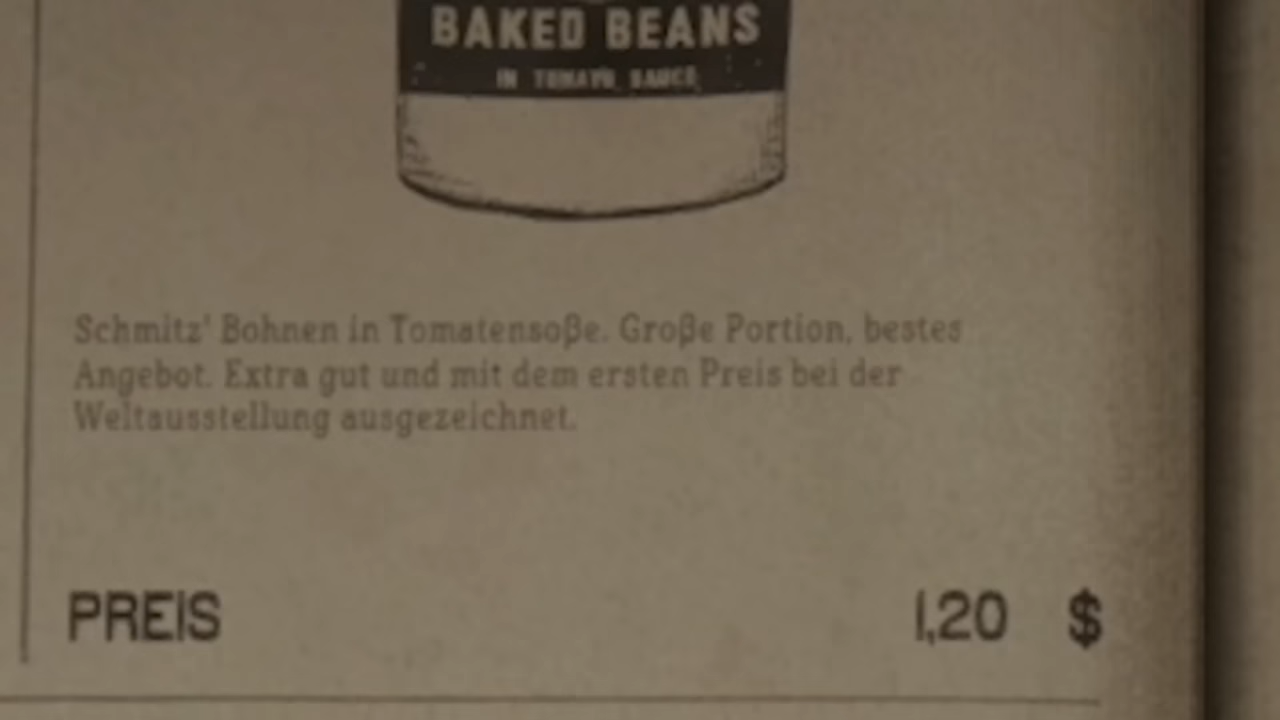 BAKED BEANS
IN TOMATO SAUCE
Schmitz' Bohnen in Tomatensoße. Große Portion, bestes
Angebot. Extra gut und mit dem ersten Preis bei der
Weltausstellung ausgezeichnet.
PREIS 1,20 $